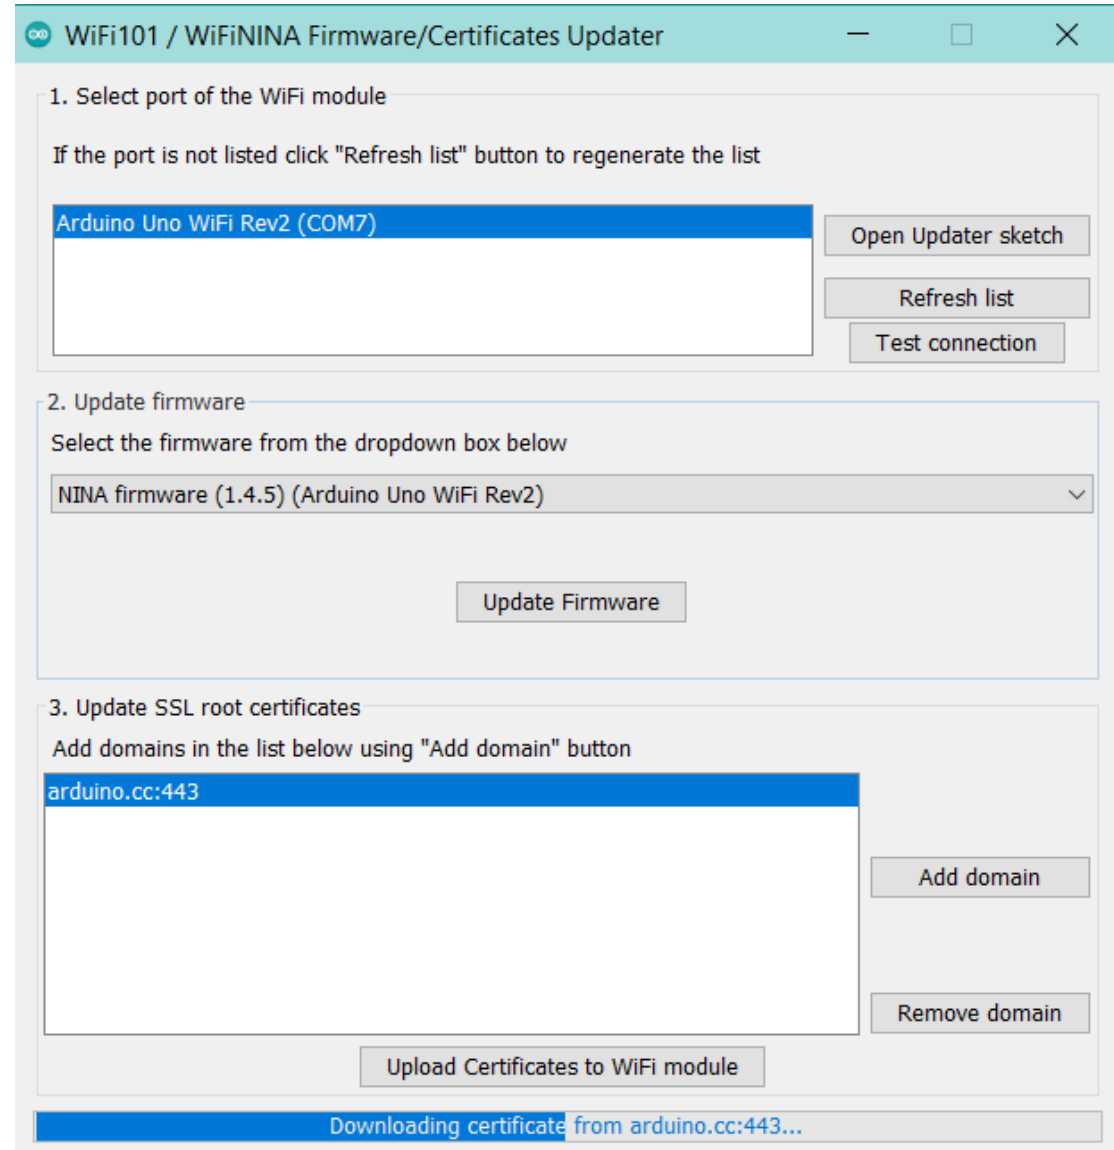 WiFi101 / WiFiNINA Firmware/Certificates Updater
1. Select port of the WiFi module
If the port is not listed click "Refresh list" button to regenerate the list
Arduino Uno WiFi Rev2 (COM7)
Open Updater sketch
Refresh list
Test connection
2. Update firmware
Select the firmware from the dropdown box below
NINA firmware (1.4.5) (Arduino Uno WiFi Rev2)
Update Firmware
3. Update SSL root certificates
Add domains in the list below using "Add domain" button
arduino.cc:443
Add domain
Remove domain
Upload Certificates to WiFi module
Downloading certificate from arduino.cc:443...